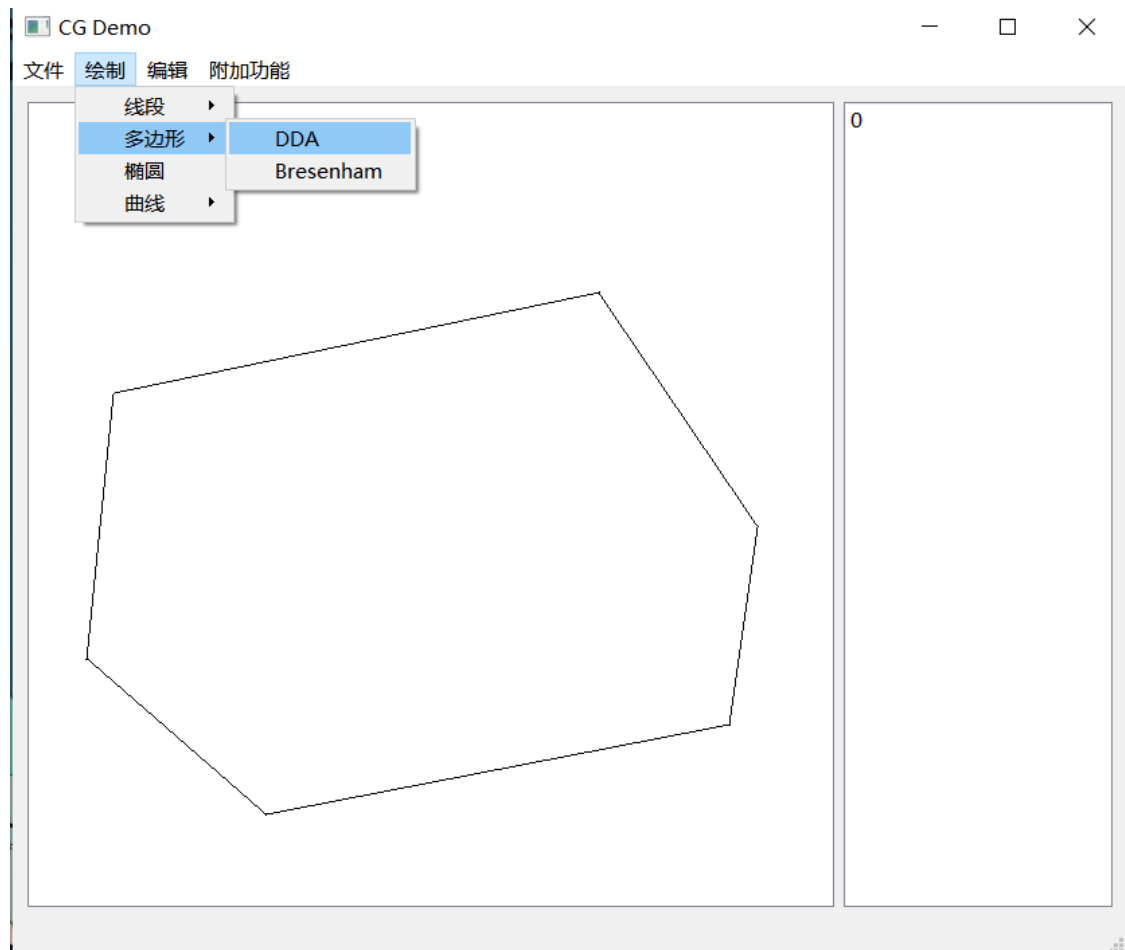 CG Demo
文件 绘制 编辑 附加功能
线段
多边形
椭圆
曲线
DDA
Bresenham
0